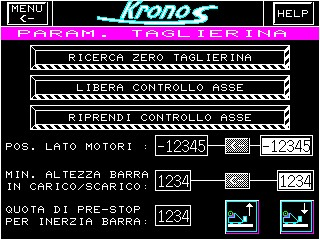 MENU
<-
Kronos
HELP
PARAM. TAGLIERINA
RICERCA ZERO TAGLIERINA
LIBERA CONTROLLO ASSE
RIPRENDI CONTROLLO ASSE
POS. LATO MOTORI : -12345 -12345
MIN. ALTEZZA BARRA
IN CARICO/SCARICO: 1234 1234
QUOTA DI PRE-STOP
PER INERZIA BARRA: 1234